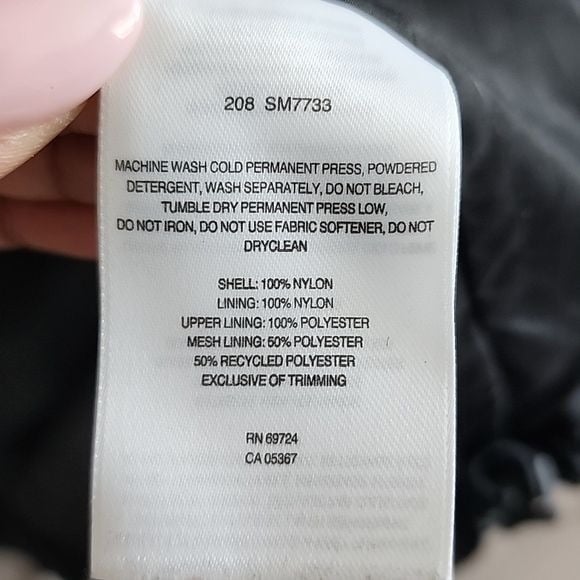 208 SM7733
MACHINE WASH COLD PERMANENT PRESS, POWDERED
DETERGENT, WASH SEPARATELY, DO NOT BLEACH,
TUMBLE DRY PERMANENT PRESS LOW,
DO NOT IRON, DO NOT USE FABRIC SOFTENER, DO NOT
DRYCLEAN
SHELL: 100% NYLON
LINING: 100% NYLON
UPPER LINING: 100% POLYESTER
MESH LINING: 50% POLYESTER
50% RECYCLED POLYESTER
EXCLUSIVE OF TRIMMING
RN 69724
CA 05367